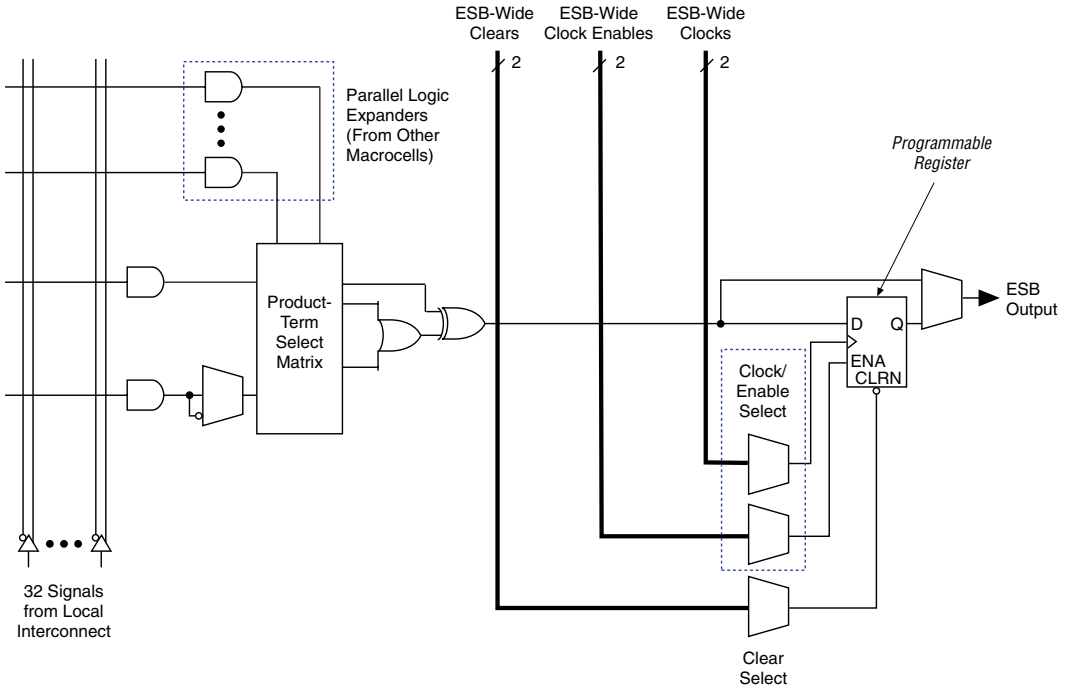 ESB-Wide
Clears
ESB-Wide
Clock Enables
ESB-Wide
Clocks
2
2
2
Parallel Logic
Expanders
(From Other
Macrocells)
Programmable
Register
Product-
Term
Select
Matrix
D
Q
ENA
CLRN
ESB
Output
Clock/
Enable
Select
32 Signals
from Local
Interconnect
Clear
Select